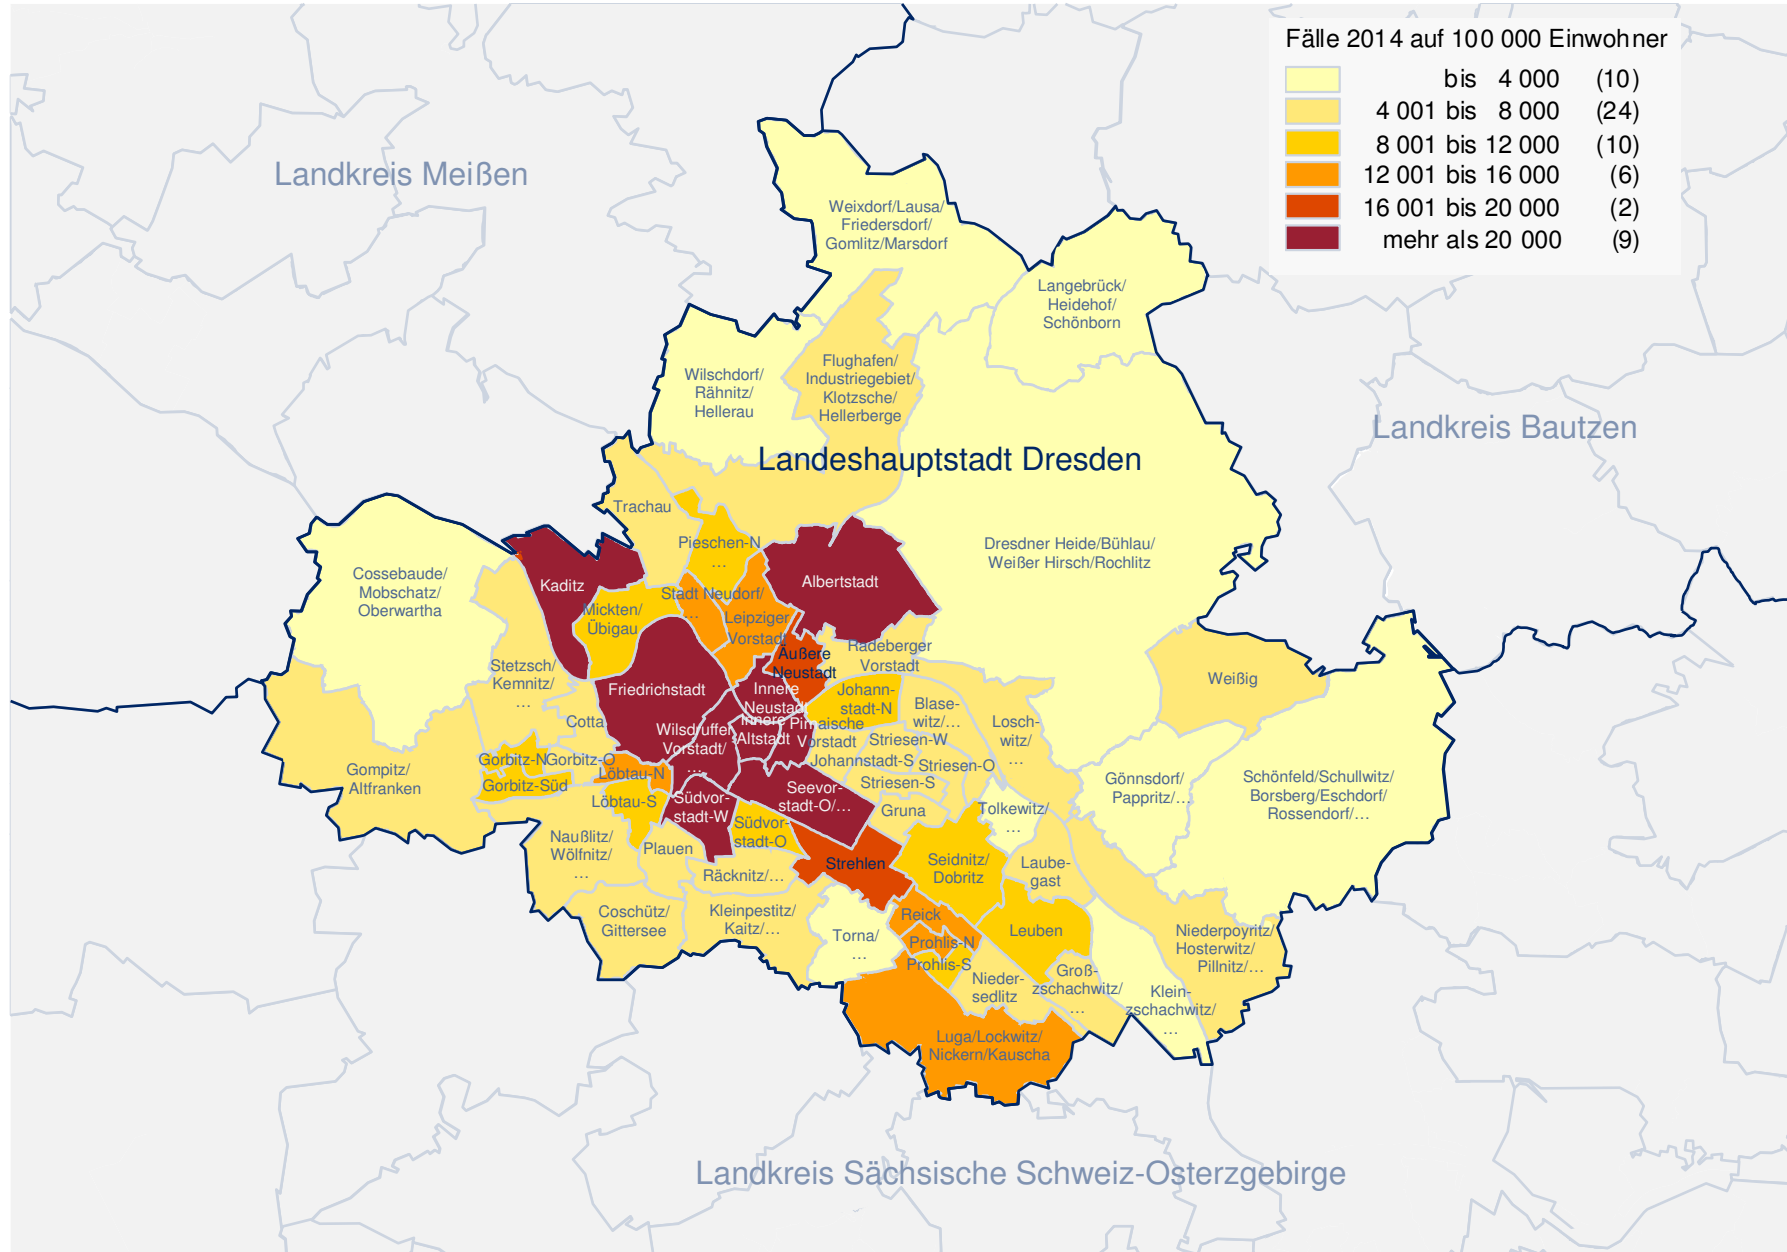 Fälle 2014 auf 100 000 Einwohner
bis 4 000 (10)
4 001 bis 8 000 (24)
8 001 bis 12 000 (10)
12 001 bis 16 000 (6)
16 001 bis 20 000 (2)
mehr als 20 000 (9)
Landkreis Meißen
Weixdorf/Lausa/
Friedersdorf/
Gomlitz/Marsdorf
Langebrück/
Heidehof/
Schönborn
Wilschdorf/
Rähnitz/
Hellerau
Flughafen/
Industriegebiet/
Klotzsche/
Hellerberge
Landkreis Bautzen
Landeshauptstadt Dresden
Trachau
Pieschen-N
...
Dresdner Heide/Bühlau/
Weißer Hirsch/Rochlitz
Cossebaude/
Mobschatz/
Oberwartha
Kaditz
Albertstadt
Mickten/
Übigau
Stadt Neudorf/
...
Leipziger
Vorstadt
Äußere
Neustadt
Radeberger
Vorstadt
Stetzsch/
Kemnitz/
...
Friedrichstadt
Innere
Neustadt
Johann-
stadt-N
Blase-
witz/...
Losch-
witz/
...
Weißig
Cotta
Wilsdruffer
Vorstadt/
...
Innere
Altstadt
Pirnaische
Vorstadt
Striesen-W
Johannstadt-S
Striesen-O
Striesen-S
Gorbitz-N
Gorbitz-O
Gorbitz-Süd
Löbtau-N
Löbtau-S
Gompitz/
Altfranken
Südvor-
stadt-W
Seevor-
stadt-O/...
Südvor-
stadt-O
Gruna
Tolkewitz/
...
Gönnsdorf/
Pappritz/...
Schönfeld/Schullwitz/
Borsberg/Eschdorf/
Rossendorf/...
Naußlitz/
Wölfnitz/
...
Plauen
Räcknitz/...
Strehlen
Seidnitz/
Dobritz
Laube-
gast
Coschütz/
Gittersee
Kleinpestitz/
Kaitz/...
Torna/
...
Reick
Prohlis-N
Prohlis-S
Leuben
Nieder-
sedlitz
Groß-
zschachwitz/
...
Klein-
zschachwitz/
...
Niederpoyritz/
Hosterwitz/
Pillnitz/...
Luga/Lockwitz/
Nickern/Kauscha
Landkreis Sächsische Schweiz-Osterzgebirge